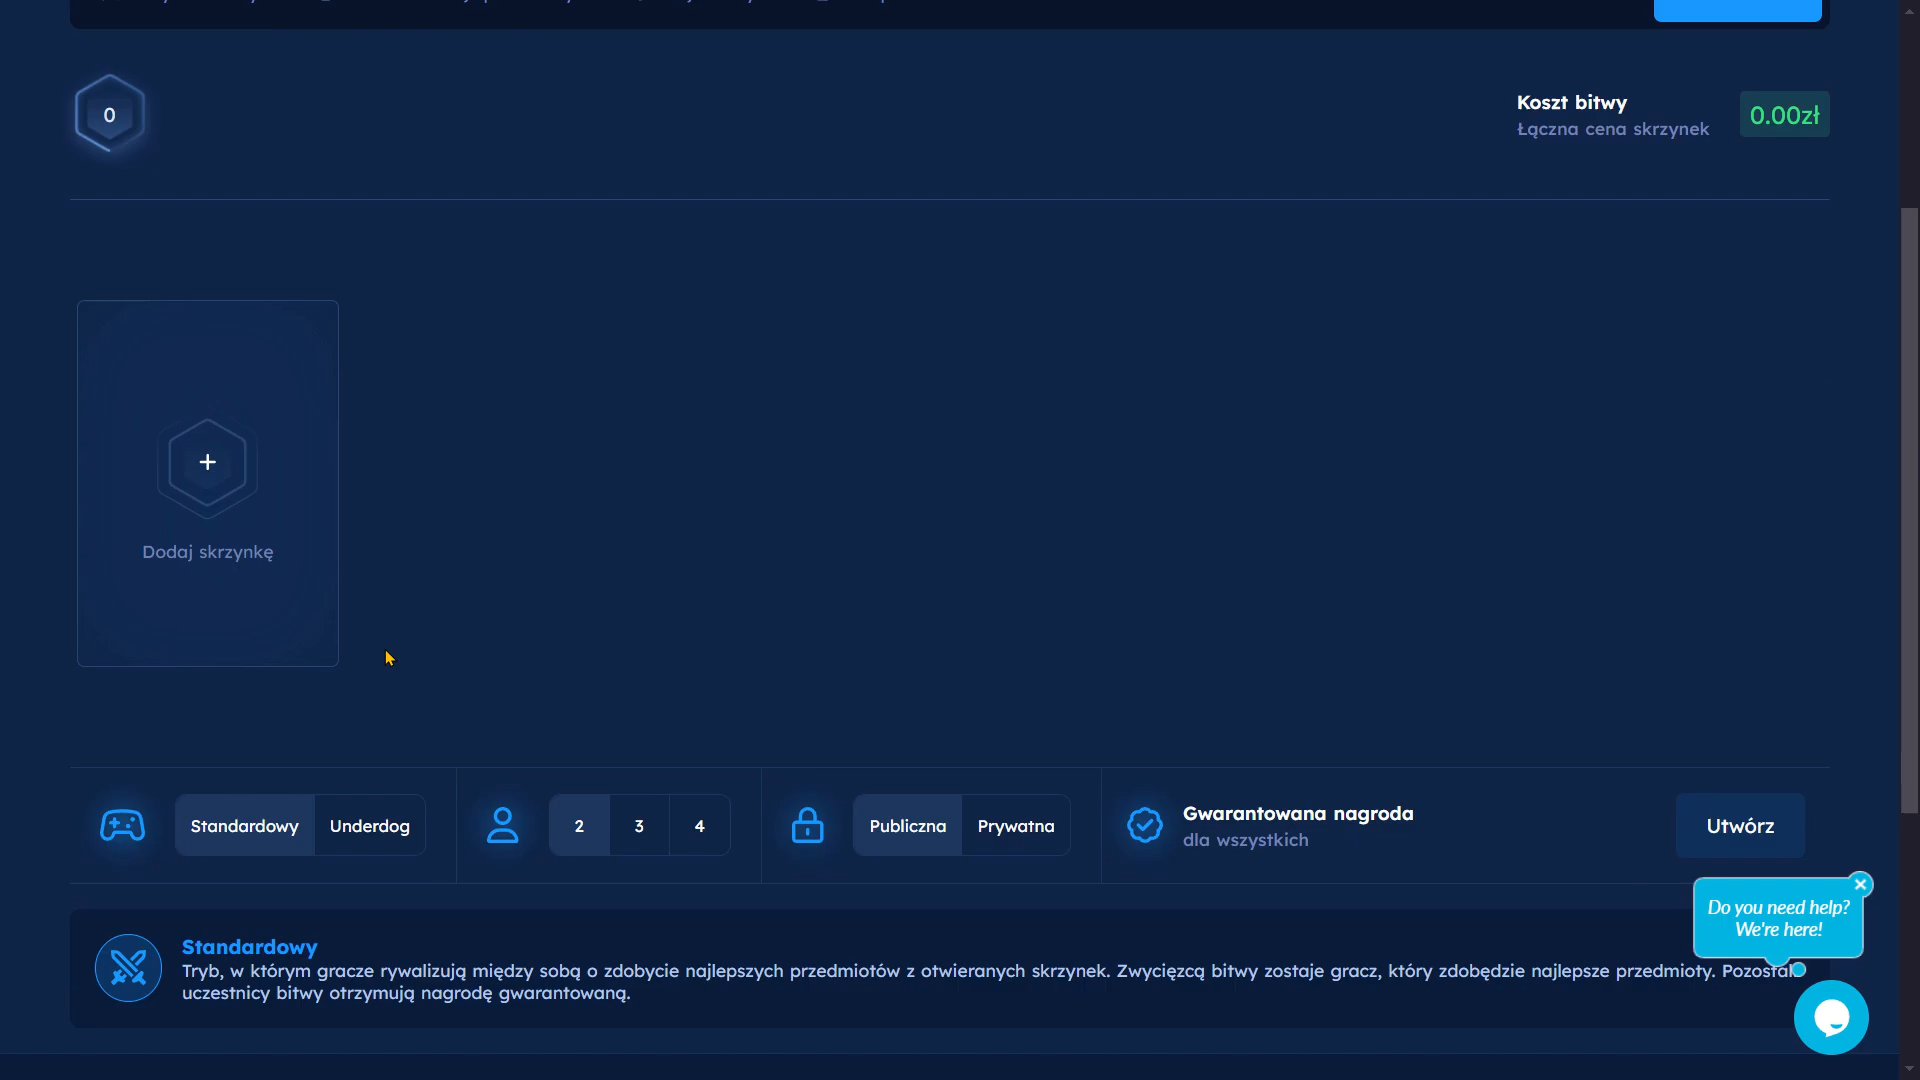 0
Koszt bitwy
Łączna cena skrzynek
0.00zł
+
Dodaj skrzynkę
Standardowy
Underdog
2
3
4
Publiczna
Prywatna
Gwarantowana nagroda
dla wszystkich
Utwórz
Do you need help?
We're here!
Standardowy
Tryb, w którym gracze rywalizują między sobą o zdobycie najlepszych przedmiotów z otwieranych skrzynek. Zwycięzcą bitwy zostaje gracz, który zdobędzie najlepsze przedmioty. Pozostali
uczestnicy bitwy otrzymują nagrodę gwarantowaną.